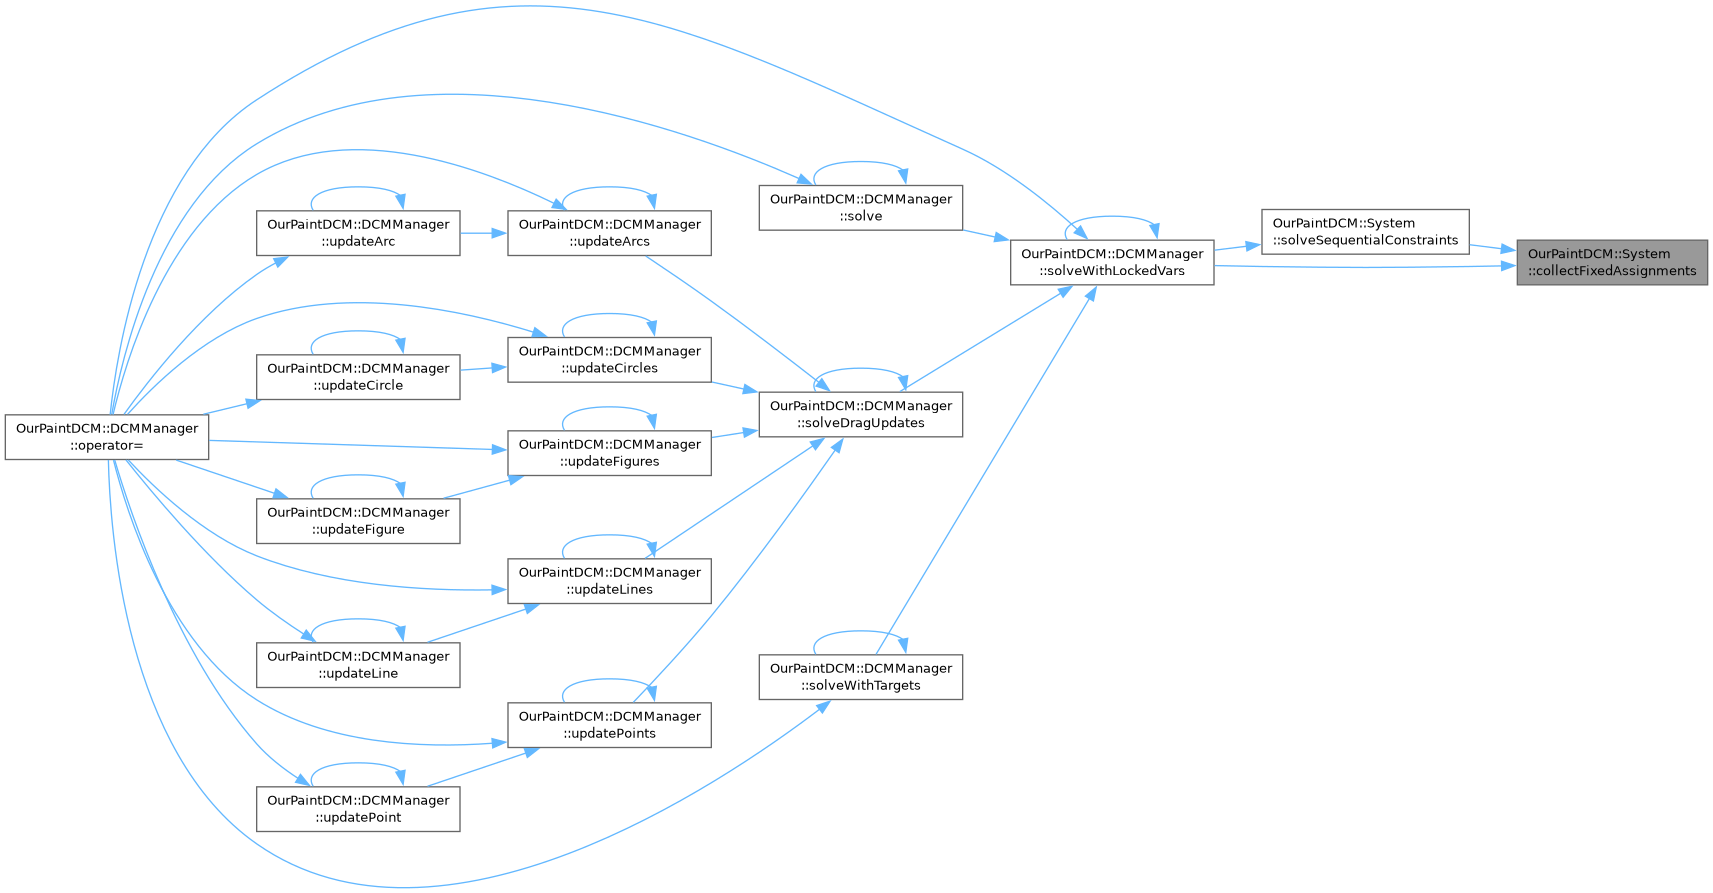 OurPaintDCM::DCMManager
::operator=
OurPaintDCM::DCMManager
::updateArc
OurPaintDCM::DCMManager
::updateCircle
OurPaintDCM::DCMManager
::updateFigure
OurPaintDCM::DCMManager
::updateLine
OurPaintDCM::DCMManager
::updatePoint
OurPaintDCM::DCMManager
::updateArcs
OurPaintDCM::DCMManager
::updateCircles
OurPaintDCM::DCMManager
::updateFigures
OurPaintDCM::DCMManager
::updateLines
OurPaintDCM::DCMManager
::updatePoints
OurPaintDCM::DCMManager
::solve
OurPaintDCM::DCMManager
::solveDragUpdates
OurPaintDCM::DCMManager
::solveWithTargets
OurPaintDCM::DCMManager
::solveWithLockedVars
OurPaintDCM::System
::solveSequentialConstraints
OurPaintDCM::System
::collectFixedAssignments